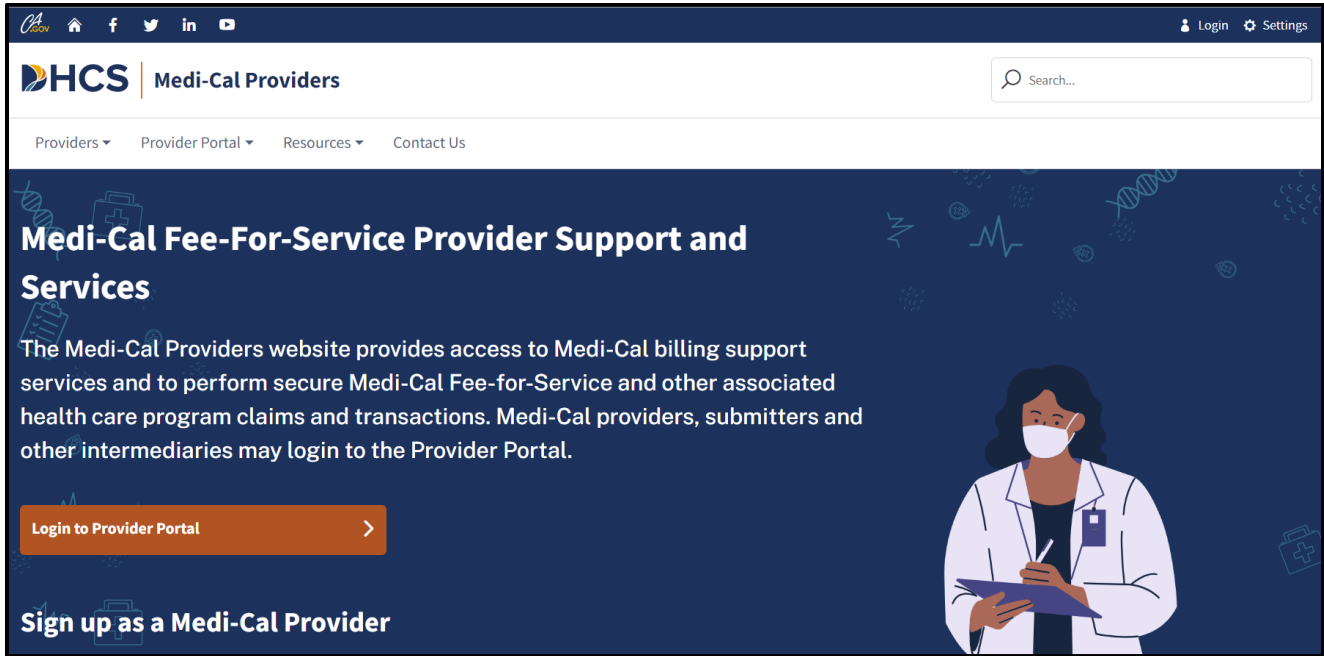 CA.GOV
Login Settings
DHCS Medi-Cal Providers
Search...
Providers Provider Portal Resources Contact Us
Medi-Cal Fee-For-Service Provider Support and
Services
The Medi-Cal Providers website provides access to Medi-Cal billing support
services and to perform secure Medi-Cal Fee-for-Service and other associated
health care program claims and transactions. Medi-Cal providers, submitters and
other intermediaries may login to the Provider Portal.
Login to Provider Portal
Sign up as a Medi-Cal Provider